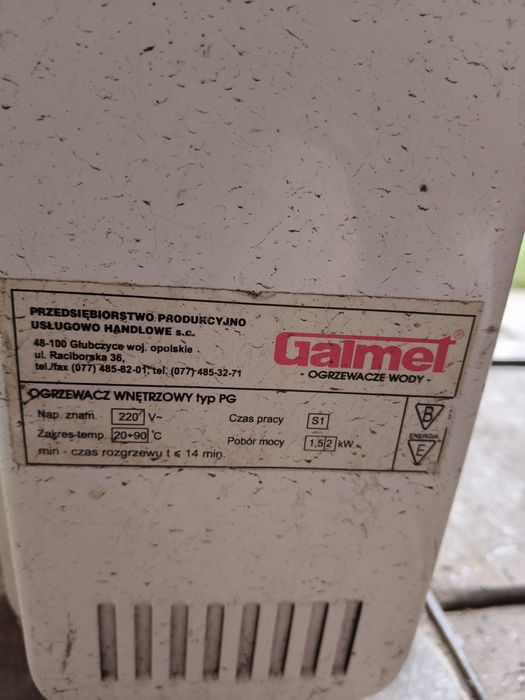 PRZEDSIĘBIORSTWO PRODUKCYJNO
USŁUGOWO HANDLOWE s.c.
48-100 Głubczyce woj. opolskie
ul. Raciborska 36,
tel./fax (077) 485-82-01, tel. (077) 485-32-71
Galmet®
- OGRZEWACZE WODY -
OGRZEWACZ WNĘTRZOWY typ PG
Nap. znam. 220 V~
Zakres temp. 20÷90 °C
min - czas rozgrzewu t ≤ 14 min.
Czas pracy S1
Pobór mocy 1,5 2 kW
B
ENERGIA
E